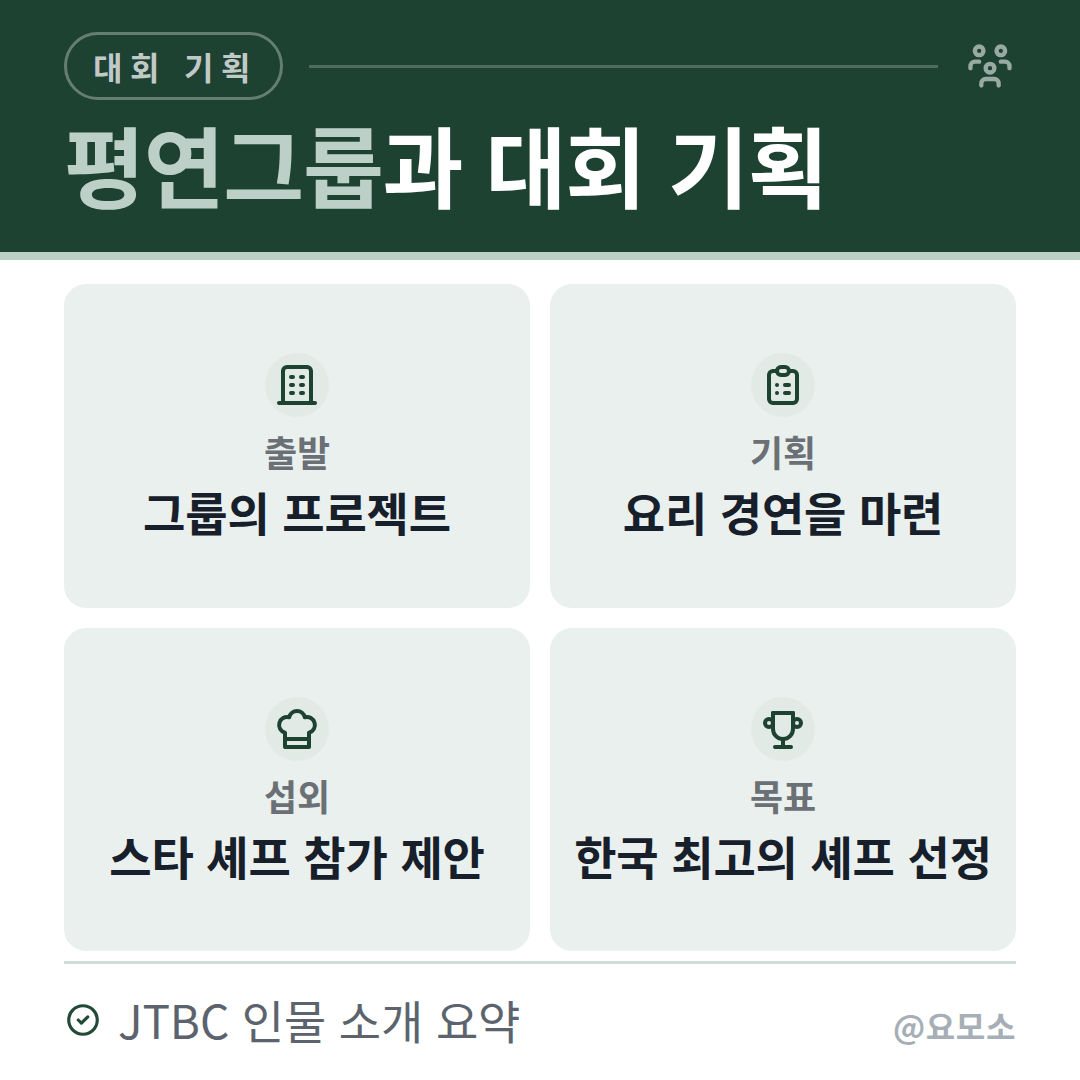 대회 기획
평연그룹과 대회 기획
출발
그룹의 프로젝트
기획
요리 경연을 마련
섭외
스타 셰프 참가 제안
목표
한국 최고의 셰프 선정
JTBC 인물 소개 요약
@요모소